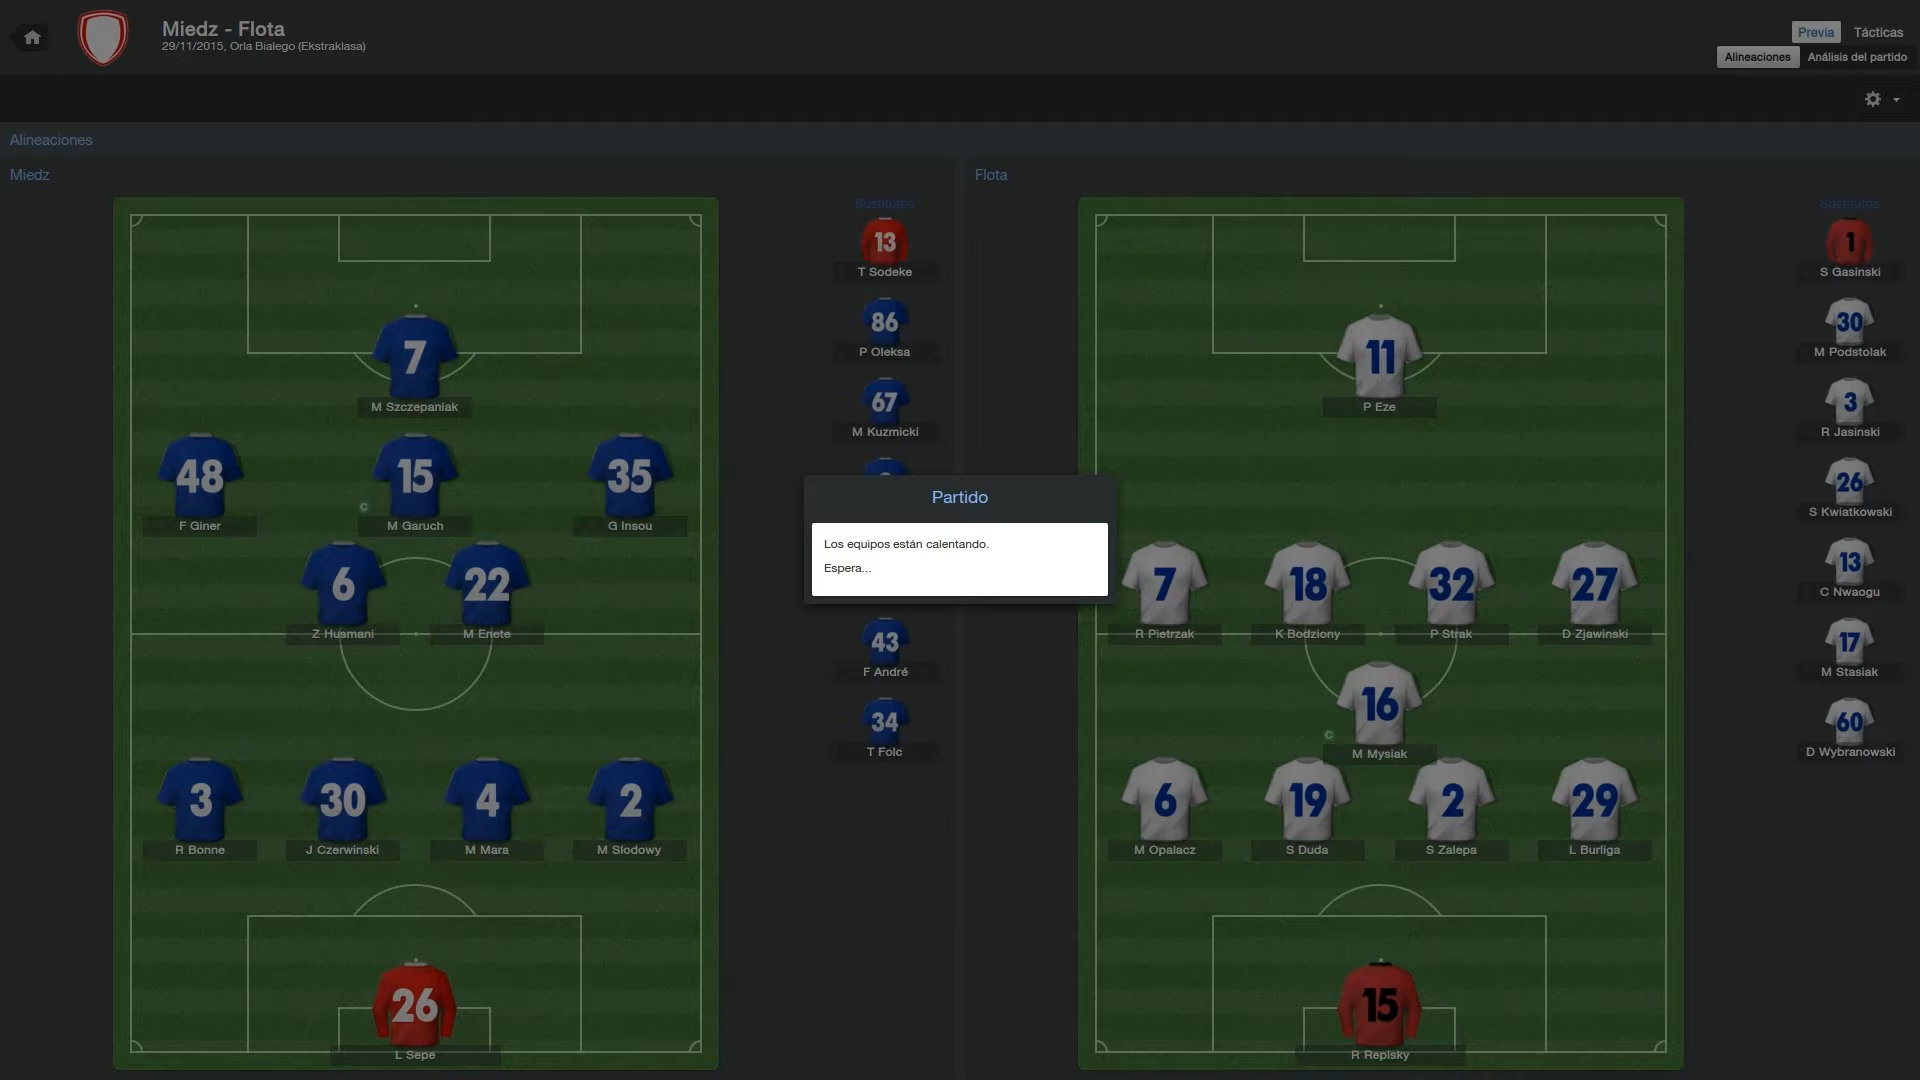 Miedz - Flota
29/11/2015, Orla Bialego (Ekstraklasa)
Previa
Tácticas
Alineaciones
Análisis del partido
Alineaciones
Miedz
7
M Szczepaniak
48
F Giner
15
C
M Garuch
35
G Insou
6
Z Husmani
22
M Enete
3
R Bonne
30
J Czerwinski
4
M Mara
2
M Slodowy
26
L Sepe
Sustitutos
13
T Sodeke
86
P Oleksa
67
M Kuzmicki
43
F André
34
T Folc
Partido
Los equipos están calentando.
Espera...
Flota
11
P Eze
7
R Pietrzak
18
K Bodziony
32
P Strak
27
D Zjawinski
16
C
M Mysiak
6
M Opalacz
19
S Duda
2
S Zalepa
29
L Burliga
15
R Repisky
Sustitutos
1
S Gasinski
30
M Podstolak
3
R Jasinski
26
S Kwiatkowski
13
C Nwaogu
17
M Stasiak
60
D Wybranowski